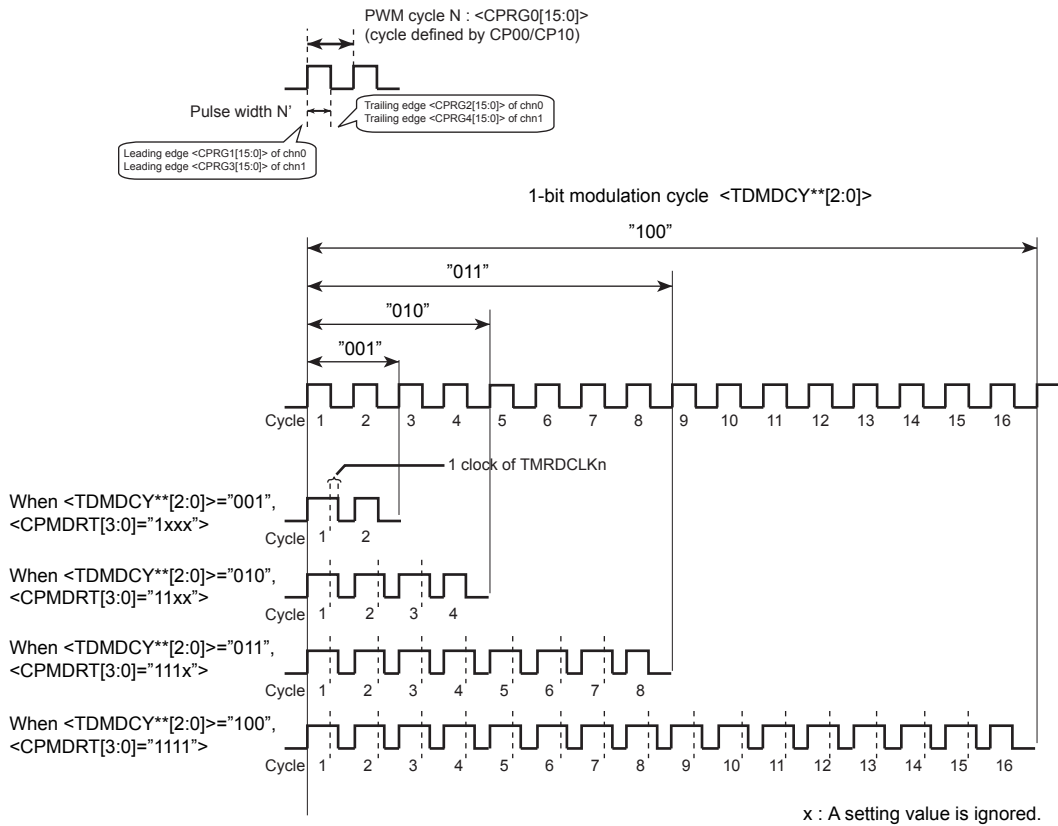 PWM cycle N : <CPRG0[15:0]>
(cycle defined by CP00/CP10)
Pulse width N'
Trailing edge <CPRG2[15:0]> of chn0
Trailing edge <CPRG4[15:0]> of chn1
Leading edge <CPRG1[15:0]> of chn0
Leading edge <CPRG3[15:0]> of chn1
1-bit modulation cycle <TDMDCY**[2:0]>
”100”
”011”
”010”
”001”
Cycle 1 2 3 4 5 6 7 8 9 10 11 12 13 14 15 16
1 clock of TMRDCLKn
When <TDMDCY**[2:0]>=”001”,
<CPMDRT[3:0]=”1xxx”>
Cycle 1 2
When <TDMDCY**[2:0]>=”010”,
<CPMDRT[3:0]=”11xx”>
Cycle 1 2 3 4
When <TDMDCY**[2:0]>=”011”,
<CPMDRT[3:0]=”111x”>
Cycle 1 2 3 4 5 6 7 8
When <TDMDCY**[2:0]>=”100”,
<CPMDRT[3:0]=”1111”>
Cycle 1 2 3 4 5 6 7 8 9 10 11 12 13 14 15 16
x : A setting value is ignored.